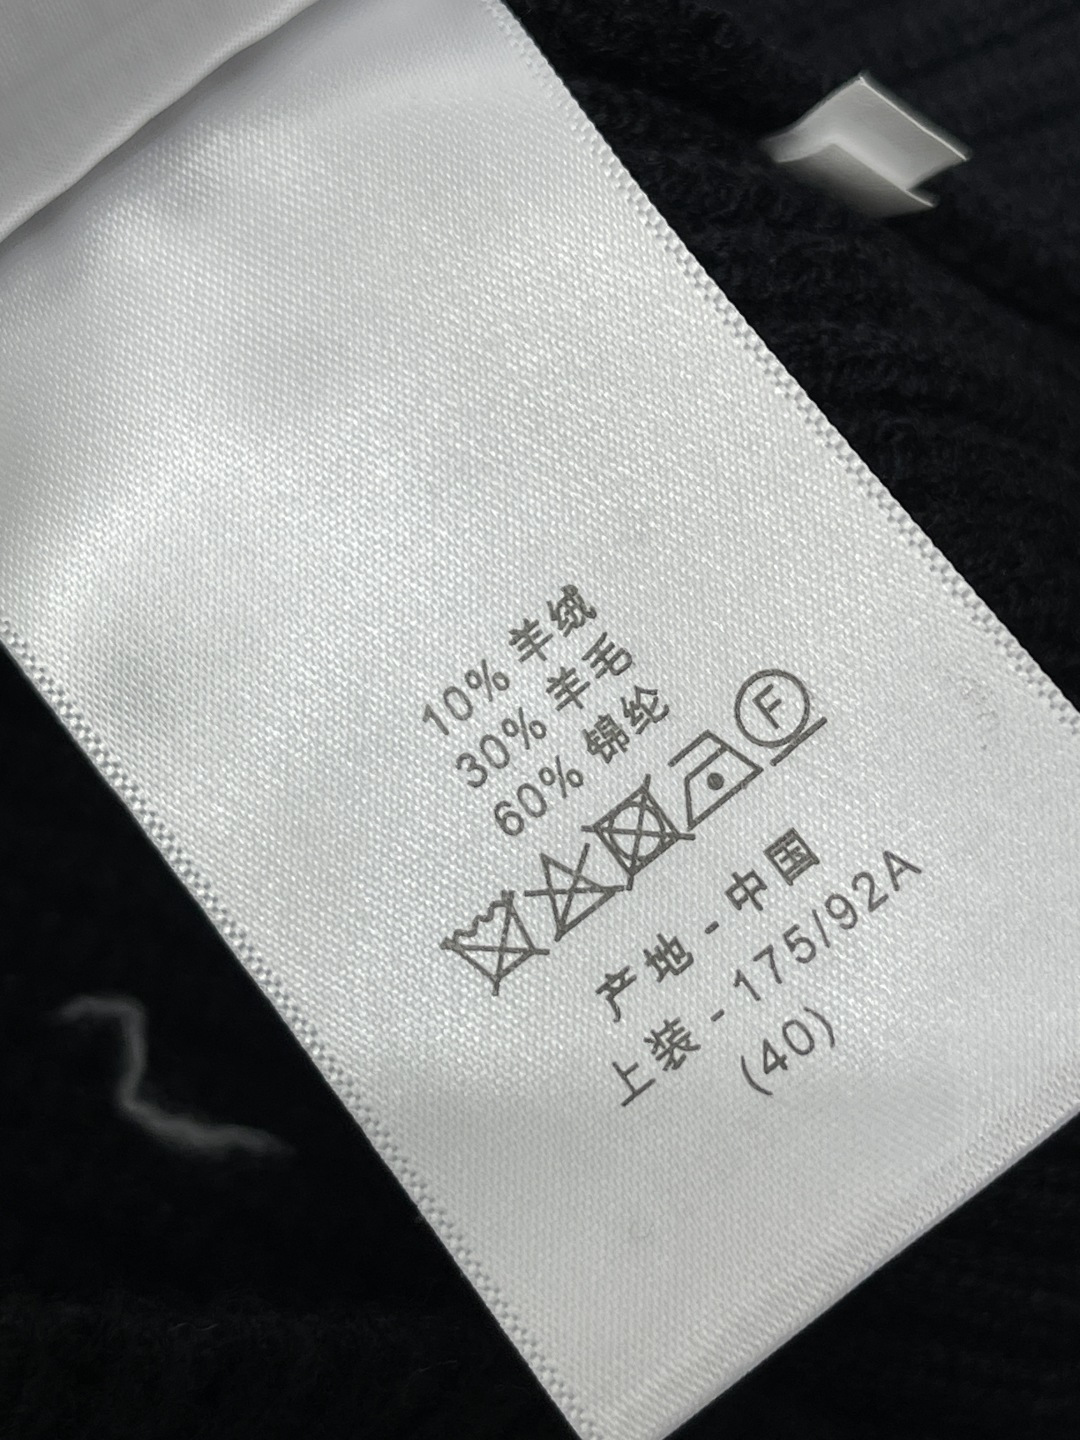 10% 羊绒
30% 羊毛
60% 锦纶
F
产地 - 中国
上装 - 175/92A
(40)